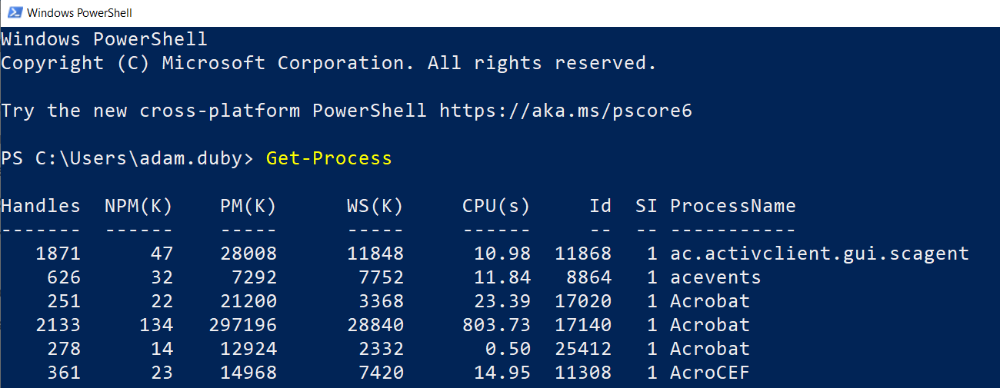 Windows PowerShell
Windows PowerShell
Copyright (C) Microsoft Corporation. All rights reserved.
Try the new cross-platform PowerShell https://aka.ms/pscore6
PS C:\Users\adam.duby> Get-Process
Handles  NPM(K)    PM(K)      WS(K)     CPU(s)     Id  SI ProcessName
-------  ------    -----      -----     ------     --  -- -----------
   1871      47    28008      11848      10.98  11868   1 ac.activclient.gui.scagent
    626      32     7292       7752      11.84   8864   1 acevents
    251      22    21200       3368      23.39  17020   1 Acrobat
   2133     134   297196      28840     803.73  17140   1 Acrobat
    278      14    12924       2332       0.50  25412   1 Acrobat
    361      23    14968       7420      14.95  11308   1 AcroCEF